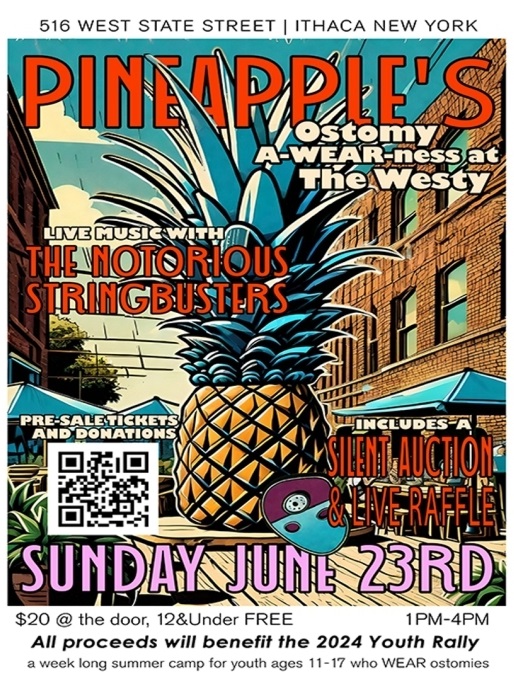 516 WEST STATE STREET | ITHACA NEW YORK
PINEAPPLE'S
Ostomy
A-WEAR-ness at
The Westy
LIVE MUSIC WITH
THE NOTORIOUS
STRINGBUSTERS
PRE-SALE TICKETS
AND DONATIONS
INCLUDES A
SILENT AUCTION
& LIVE RAFFLE
SUNDAY JUNE 23RD
$20 @ the door, 12&Under FREE 1PM-4PM
All proceeds will benefit the 2024 Youth Rally
a week long summer camp for youth ages 11-17 who WEAR ostomies